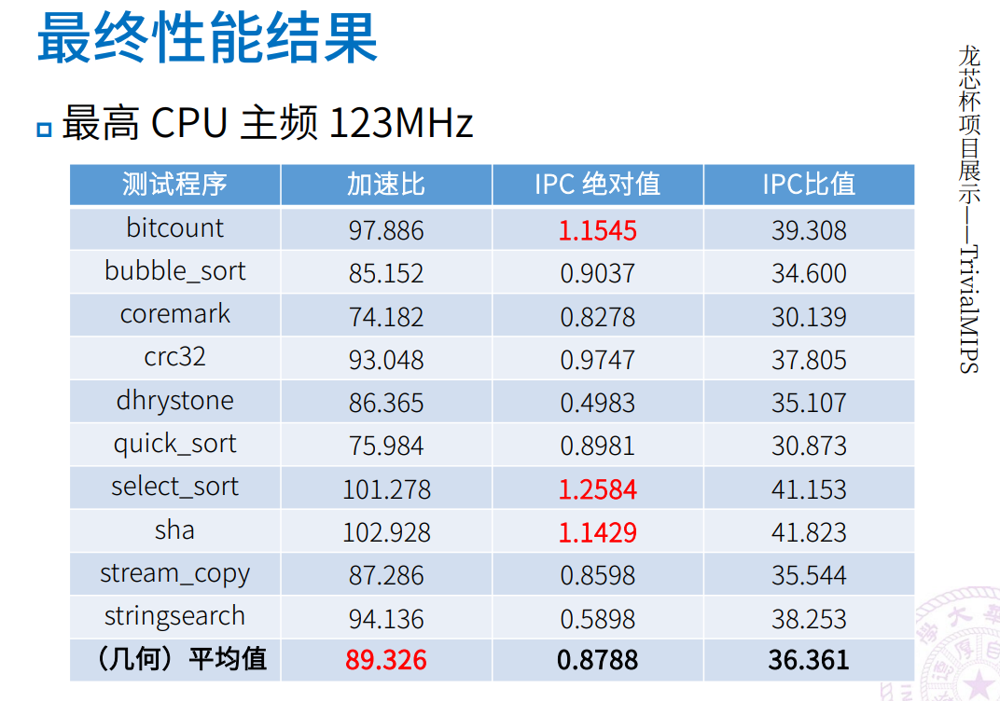 最终性能结果
最高 CPU 主频 123MHz
测试程序 加速比 IPC 绝对值 IPC比值
bitcount 97.886 1.1545 39.308
bubble_sort 85.152 0.9037 34.600
coremark 74.182 0.8278 30.139
crc32 93.048 0.9747 37.805
dhrystone 86.365 0.4983 35.107
quick_sort 75.984 0.8981 30.873
select_sort 101.278 1.2584 41.153
sha 102.928 1.1429 41.823
stream_copy 87.286 0.8598 35.544
stringsearch 94.136 0.5898 38.253
（几何）平均值 89.326 0.8788 36.361
龙芯杯项目展示——TrivialMIPS